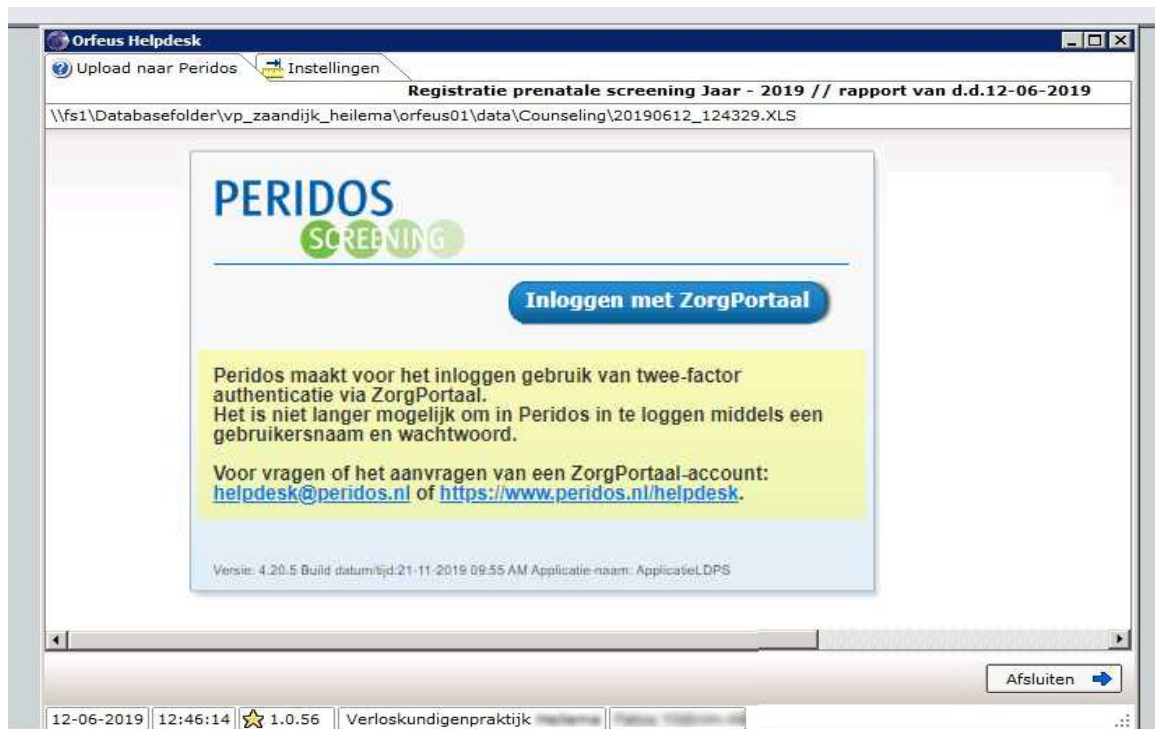 Orfeus Helpdesk
Upload naar Peridos Instellingen
Registratie prenatale screening Jaar - 2019 // rapport van d.d.12-06-2019
\\fs1\Databasefolder\vp_zaandijk_heilema\orfeus01\data\Counseling\20190612_124329.XLS
PERIDOS
SCREENING
Inloggen met ZorgPortaal
Peridos maakt voor het inloggen gebruik van twee-factor
authenticatie via ZorgPortaal.
Het is niet langer mogelijk om in Peridos in te loggen middels een
gebruikersnaam en wachtwoord.
Voor vragen of het aanvragen van een ZorgPortaal-account:
helpdesk@peridos.nl of https://www.peridos.nl/helpdesk.
Versie: 4.20.5 Build datum/tijd:21-11-2019 09:55 AM Applicatie-naam: ApplicatieLDPS
Afsluiten
12-06-2019 12:46:14 1.0.56 Verloskundigenpraktijk